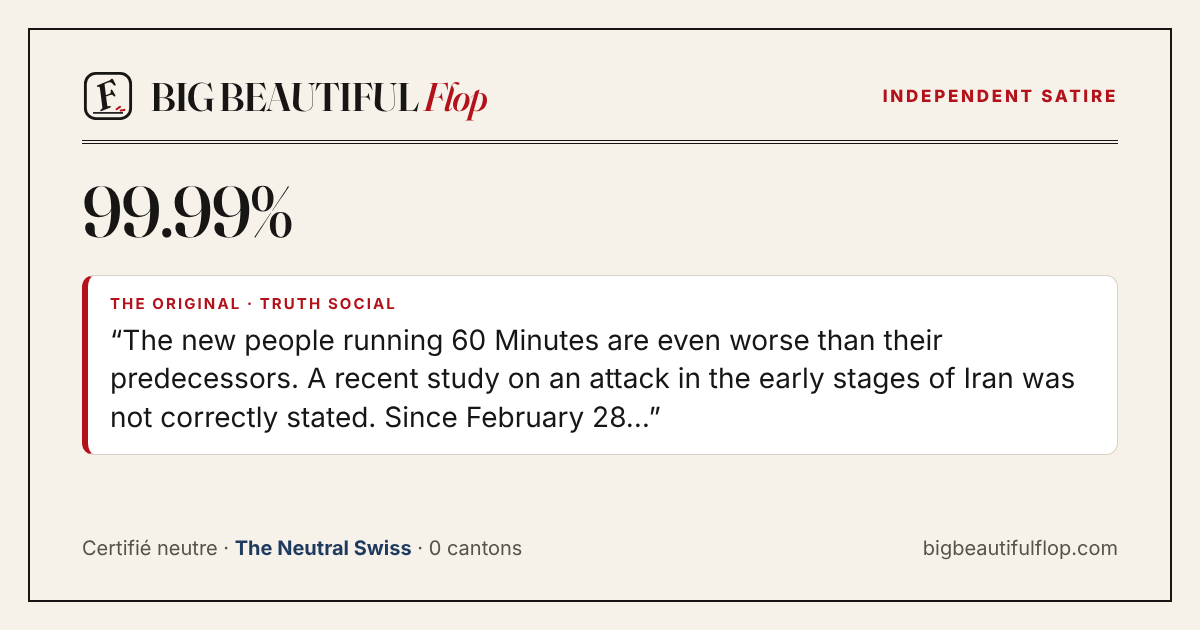 F
BIG BEAUTIFUL Flop
INDEPENDENT SATIRE
99.99%
THE ORIGINAL · TRUTH SOCIAL
“The new people running 60 Minutes are even worse than their
predecessors. A recent study on an attack in the early stages of Iran was
not correctly stated. Since February 28…”
Certifié neutre · The Neutral Swiss · 0 cantons
bigbeautifulflop.com